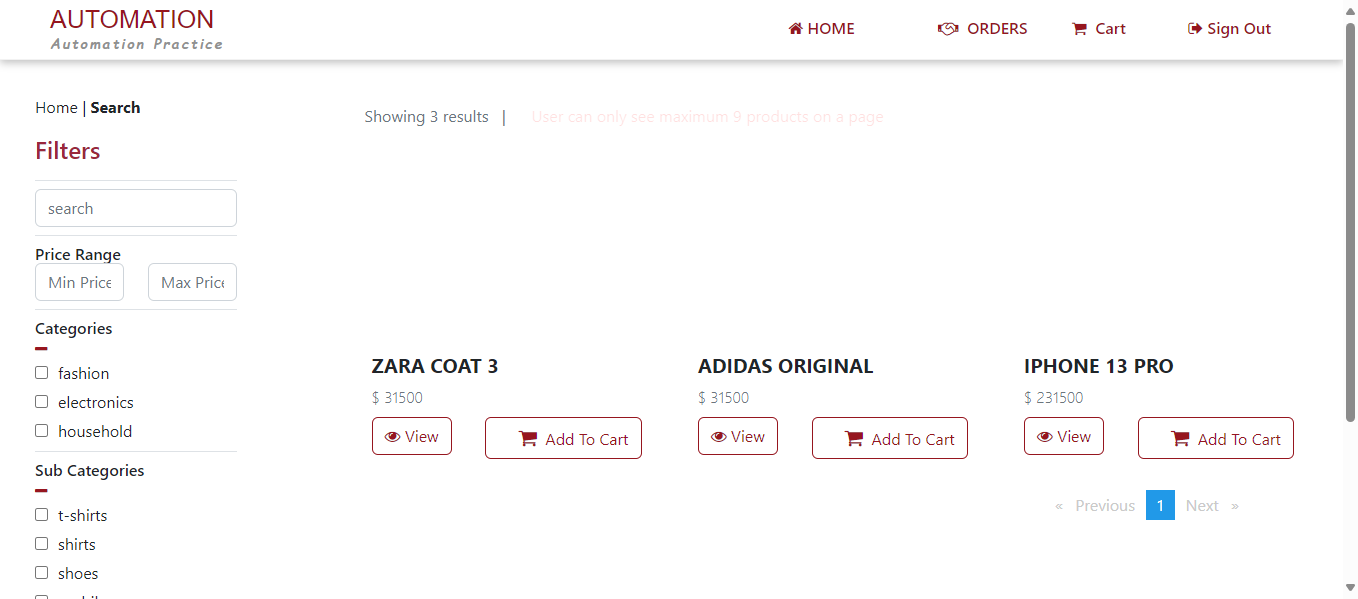 AUTOMATION
Automation Practice
HOME
ORDERS
Cart
Sign Out
Home | Search
Filters
search
Price Range
Min Price
Max Price
Categories
fashion
electronics
household
Sub Categories
t-shirts
shirts
shoes
Showing 3 results |
User can only see maximum 9 products on a page
ZARA COAT 3
$ 31500
View
Add To Cart
ADIDAS ORIGINAL
$ 31500
View
Add To Cart
IPHONE 13 PRO
$ 231500
View
Add To Cart
« Previous 1 Next »